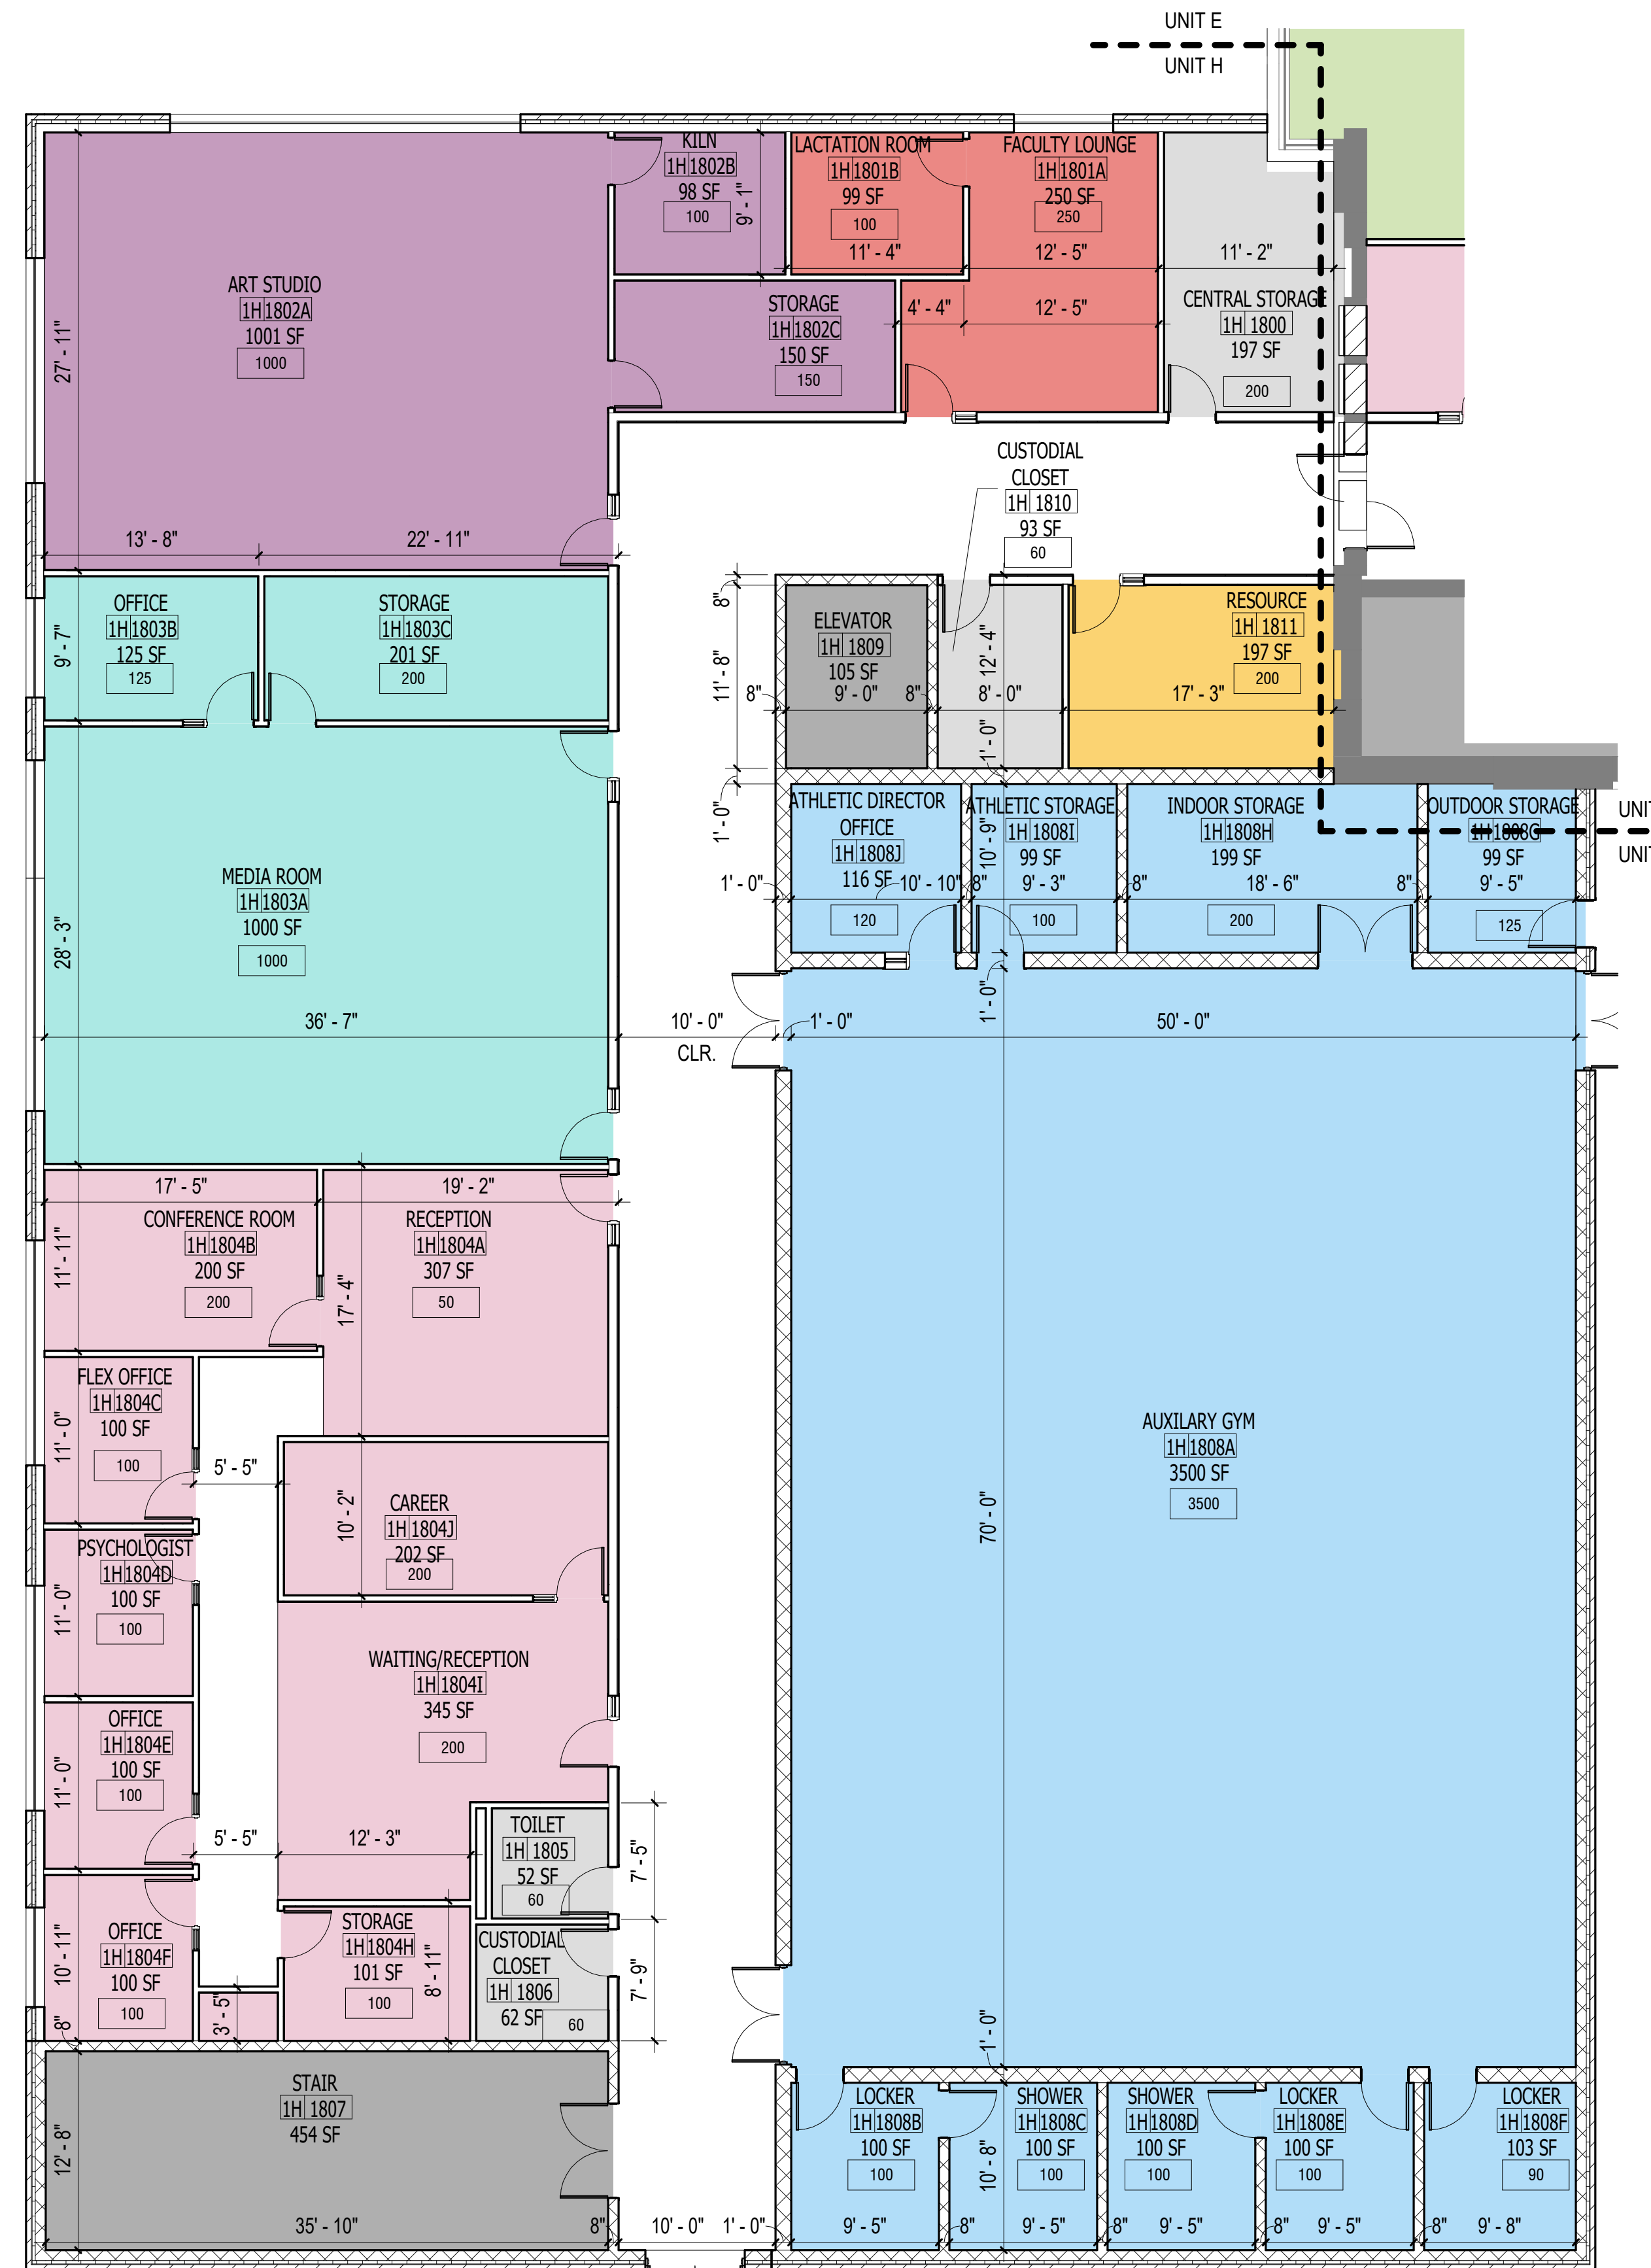 UNIT E
UNIT H
KILN
1H 1802B
98 SF
100
9' - 1"
LACTATION ROOM
1H 1801B
99 SF
100
11' - 4"
FACULTY LOUNGE
1H 1801A
250 SF
250
12' - 5"
11' - 2"
ART STUDIO
1H 1802A
1001 SF
1000
27' - 11"
STORAGE
1H 1802C
150 SF
150
4' - 4"
12' - 5"
CENTRAL STORAGE
1H 1800
197 SF
200
CUSTODIAL
CLOSET
1H 1810
93 SF
60
13' - 8"
22' - 11"
OFFICE
1H 1803B
125 SF
125
9' - 7"
STORAGE
1H 1803C
201 SF
200
8"
11' - 8"
1' - 0"
ELEVATOR
1H 1809
105 SF
8"
9' - 0"
8"
12' - 4"
8' - 0"
1' - 0"
RESOURCE
1H 1811
197 SF
200
17' - 3"
ATHLETIC DIRECTOR
OFFICE
1H 1808J
116 SF
120
1' - 0"
10' - 10"
8"
ATHLETIC STORAGE
1H 1808I
99 SF
100
10' - 9"
9' - 3"
8"
INDOOR STORAGE
1H 1808H
199 SF
200
18' - 6"
8"
OUTDOOR STORAGE
1H 1808G
99 SF
125
9' - 5"
UNIT
UNIT
MEDIA ROOM
1H 1803A
1000 SF
1000
28' - 3"
36' - 7"
10' - 0"
CLR.
1' - 0"
1' - 0"
50' - 0"
17' - 5"
19' - 2"
CONFERENCE ROOM
1H 1804B
200 SF
200
11' - 11"
RECEPTION
1H 1804A
307 SF
50
17' - 4"
FLEX OFFICE
1H 1804C
100 SF
100
11' - 0"
5' - 5"
CAREER
1H 1804J
202 SF
200
10' - 2"
AUXILARY GYM
1H 1808A
3500 SF
3500
70' - 0"
PSYCHOLOGIST
1H 1804D
100 SF
100
11' - 0"
WAITING/RECEPTION
1H 1804I
345 SF
200
OFFICE
1H 1804E
100 SF
100
11' - 0"
5' - 5"
12' - 3"
TOILET
1H 1805
52 SF
60
7' - 5"
OFFICE
1H 1804F
100 SF
100
10' - 11"
8"
3' - 5"
STORAGE
1H 1804H
101 SF
100
8' - 11"
CUSTODIAL
CLOSET
1H 1806
62 SF
60
7' - 9"
1' - 0"
STAIR
1H 1807
454 SF
12' - 8"
35' - 10"
8"
10' - 0"
1' - 0"
LOCKER
1H 1808B
100 SF
100
9' - 5"
8"
SHOWER
1H 1808C
100 SF
100
10' - 8"
9' - 5"
8"
SHOWER
1H 1808D
100 SF
100
9' - 5"
8"
LOCKER
1H 1808E
100 SF
100
9' - 5"
8"
LOCKER
1H 1808F
103 SF
90
9' - 8"